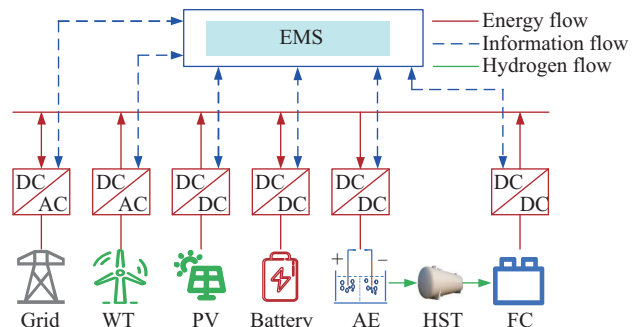 EMS
Energy flow
Information flow
Hydrogen flow
DC
AC
DC
AC
DC
DC
DC
DC
DC
DC
DC
DC
+ −
Grid WT PV Battery AE HST FC